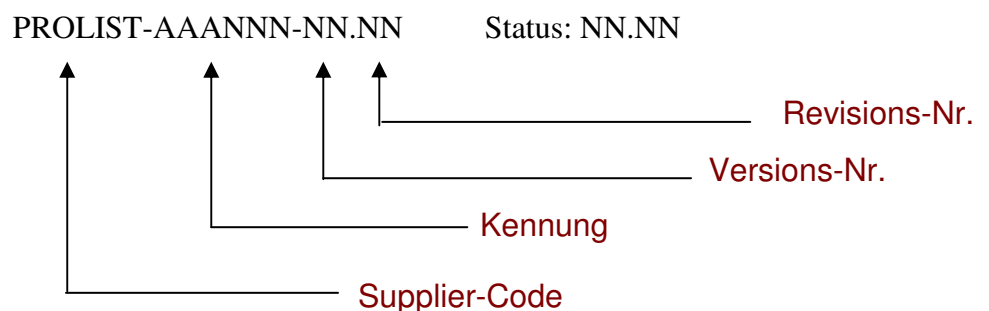 PROLIST-AAANNN-NN.NN Status: NN.NN
Revisions-Nr.
Versions-Nr.
Kennung
Supplier-Code